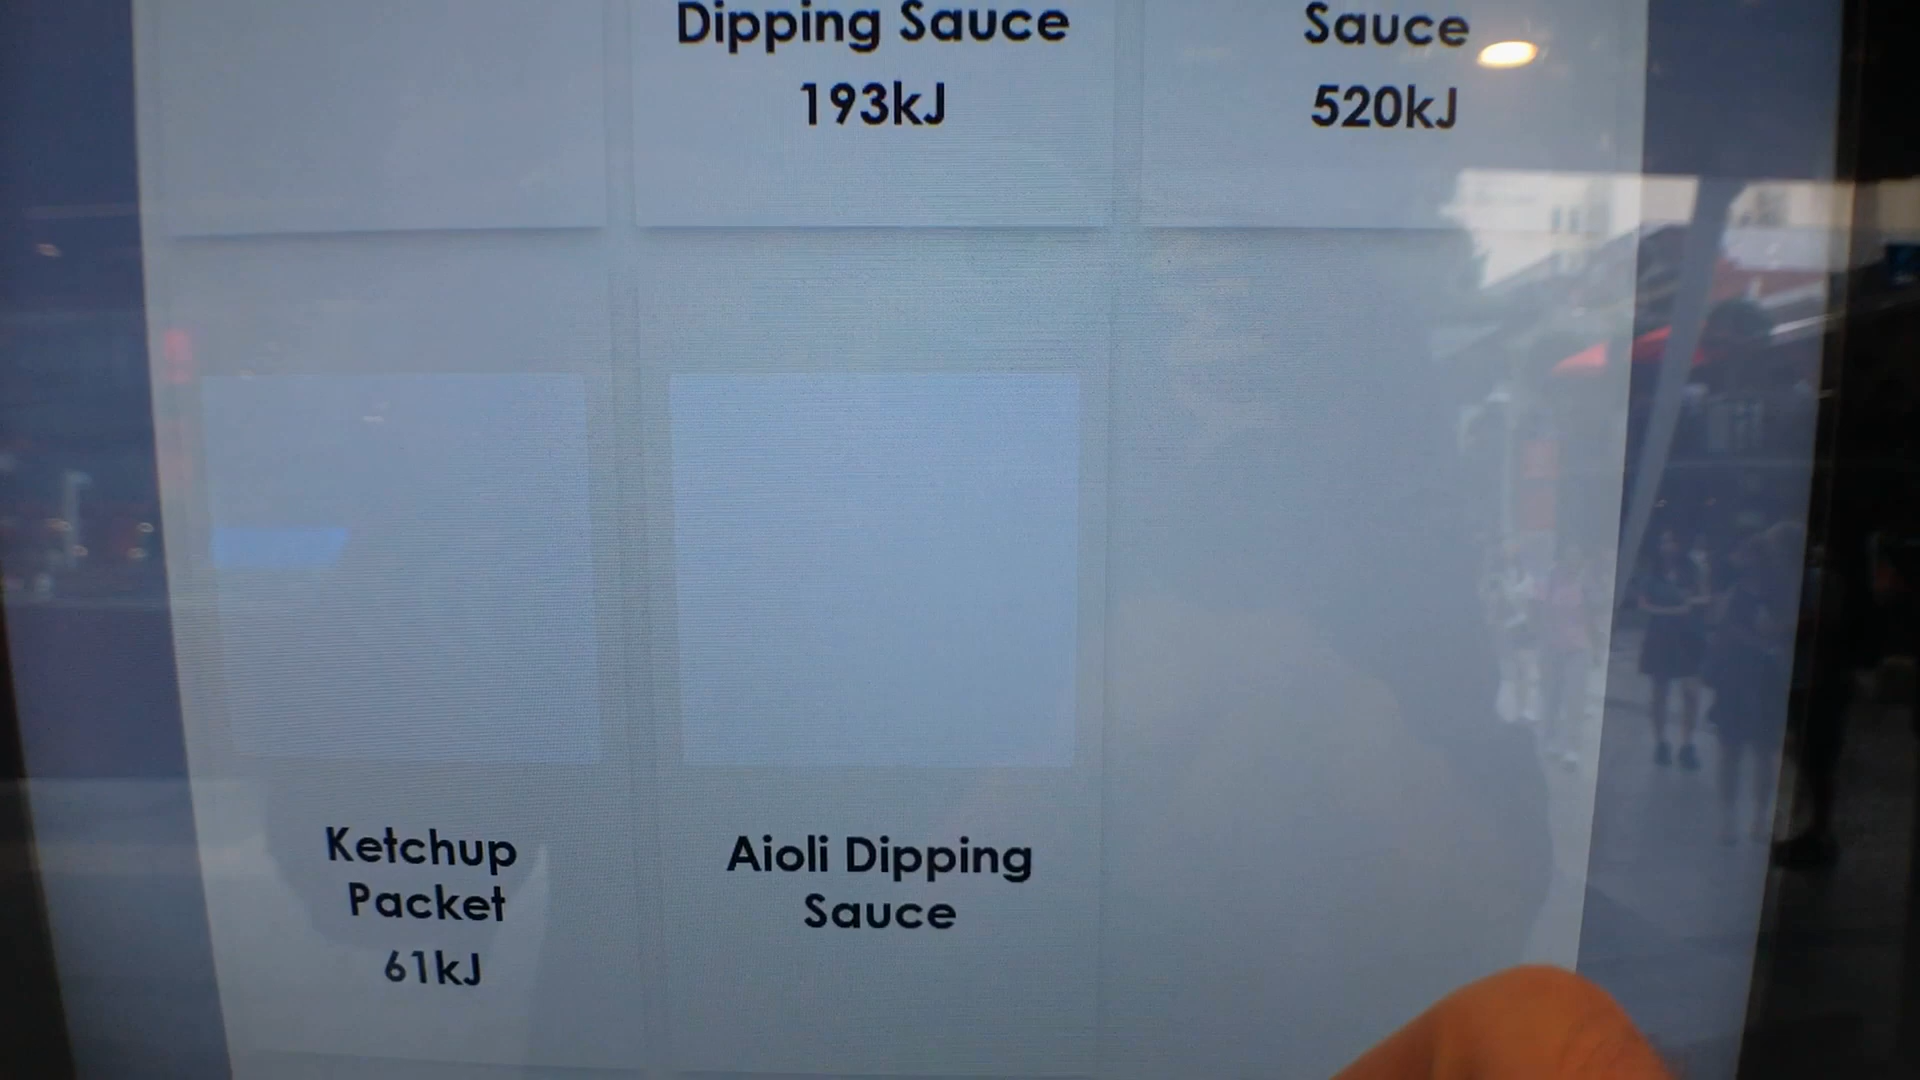 Dipping Sauce
193kJ
Sauce
520kJ
Ketchup
Packet
61kJ
Aioli Dipping
Sauce